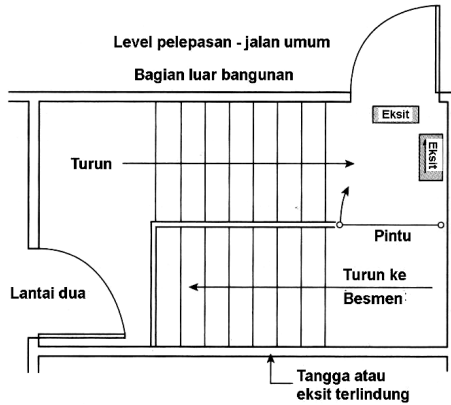 Level pelepasan - jalan umum
Bagian luar bangunan
Eksit
Eksit
Turun
Pintu
Turun ke
Besmen
Lantai dua
Tangga atau
eksit terlindung